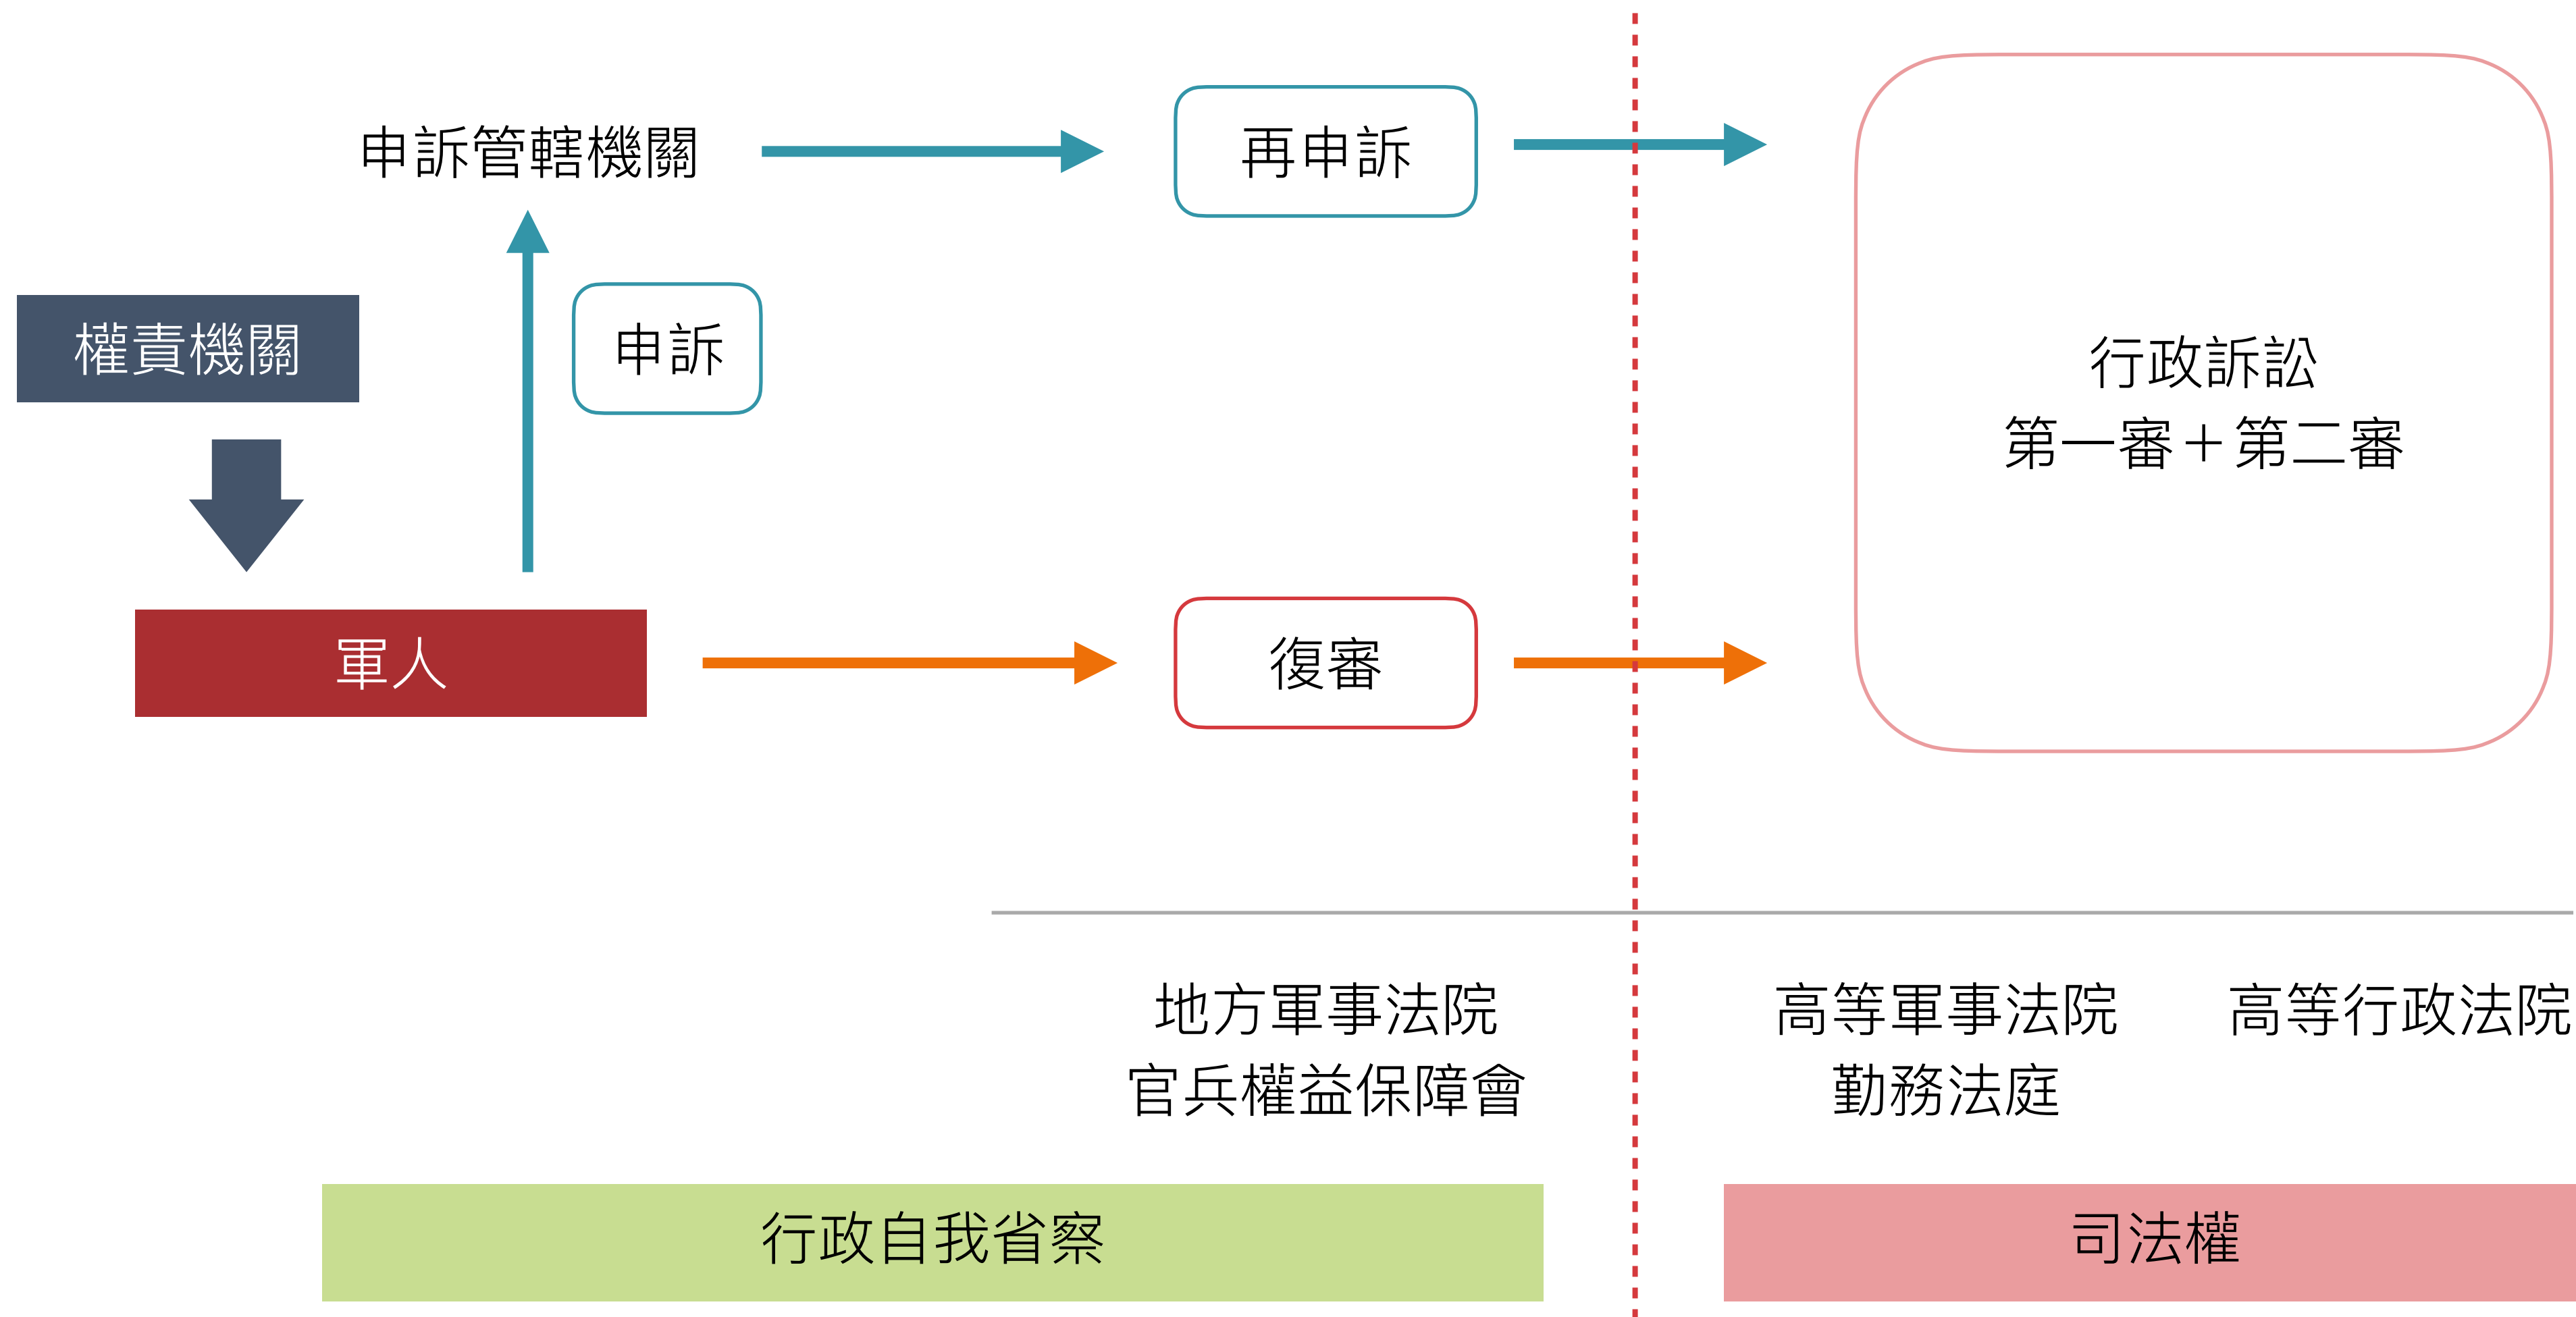 申訴管轄機關
再申訴
權責機關
申訴
行政訴訟
第一審+第二審
軍人
復審
地方軍事法院
官兵權益保障會
高等軍事法院
勤務法庭
高等行政法院
行政自我省察
司法權